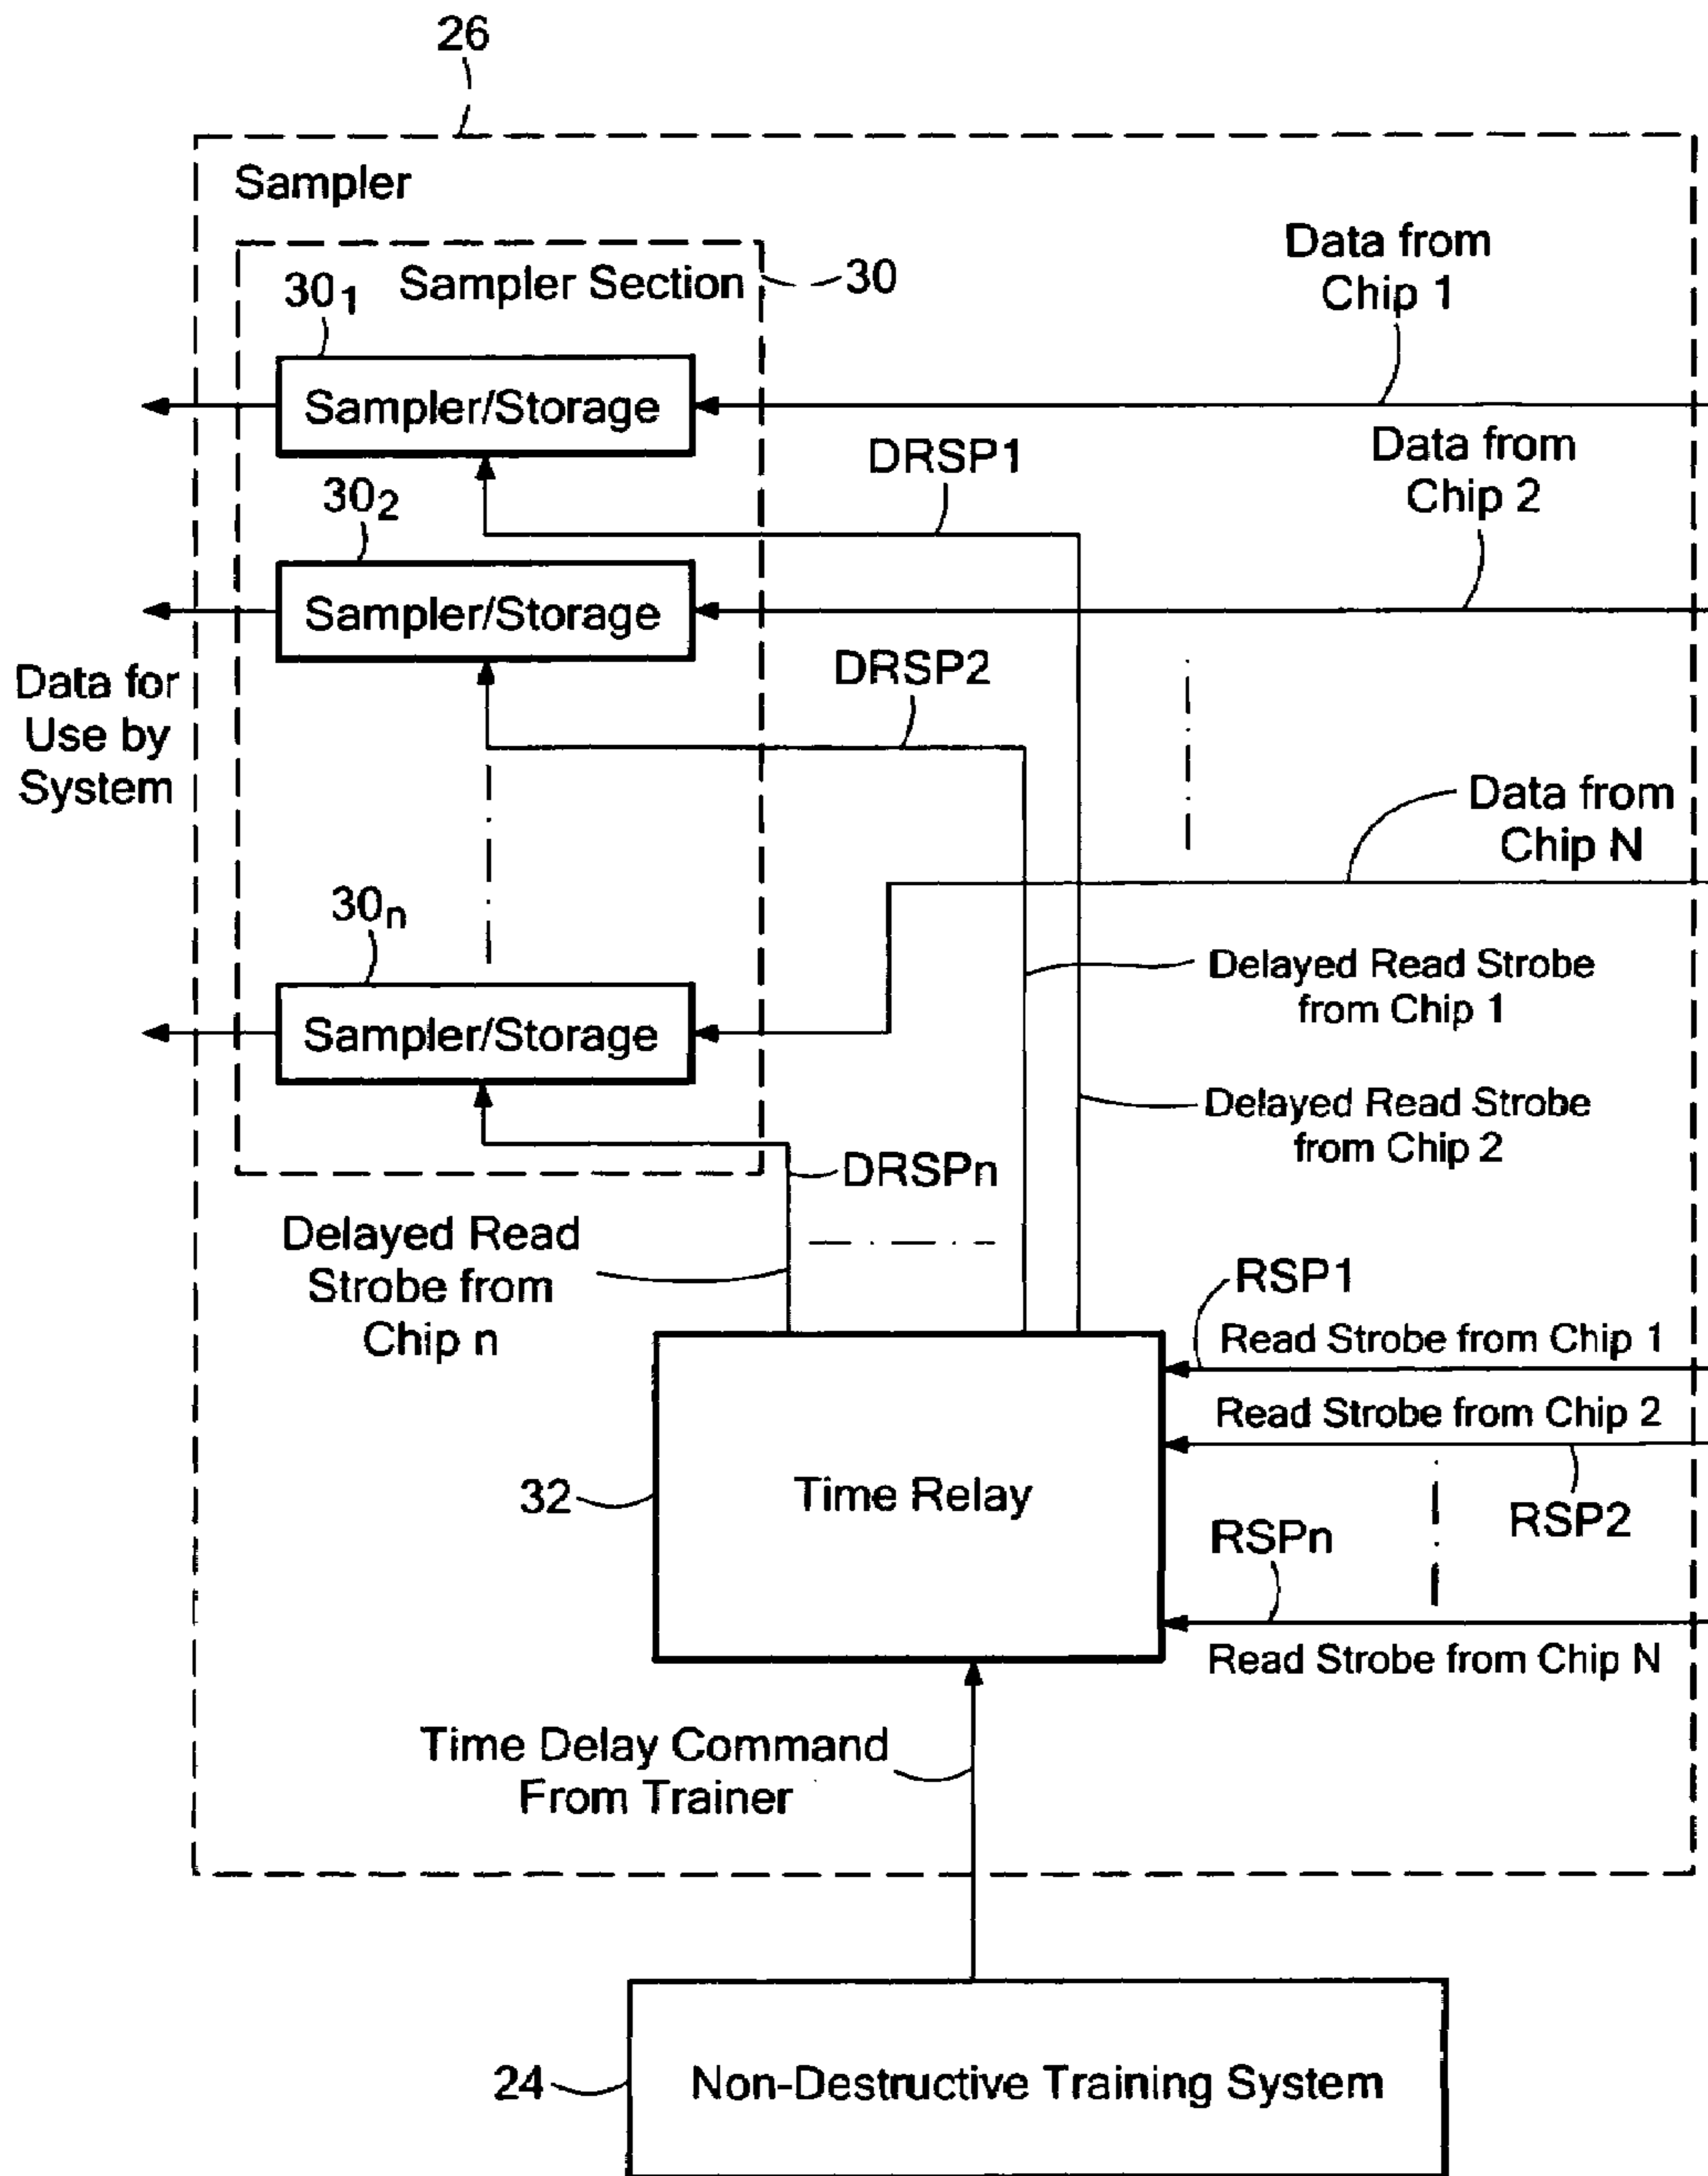 26
Sampler
Sampler Section
30
30₁
Sampler/Storage
Data from
Chip 1
DRSP1
Data from
Chip 2
30₂
Sampler/Storage
DRSP2
Data for
Use by
System
Data from
Chip N
30ₙ
Sampler/Storage
Delayed Read Strobe
from Chip 1
Delayed Read Strobe
from Chip 2
DRSPn
Delayed Read
Strobe from
Chip n
RSP1
Read Strobe from Chip 1
Read Strobe from Chip 2
RSP2
32
Time Relay
RSPn
Read Strobe from Chip N
Time Delay Command
From Trainer
24
Non-Destructive Training System